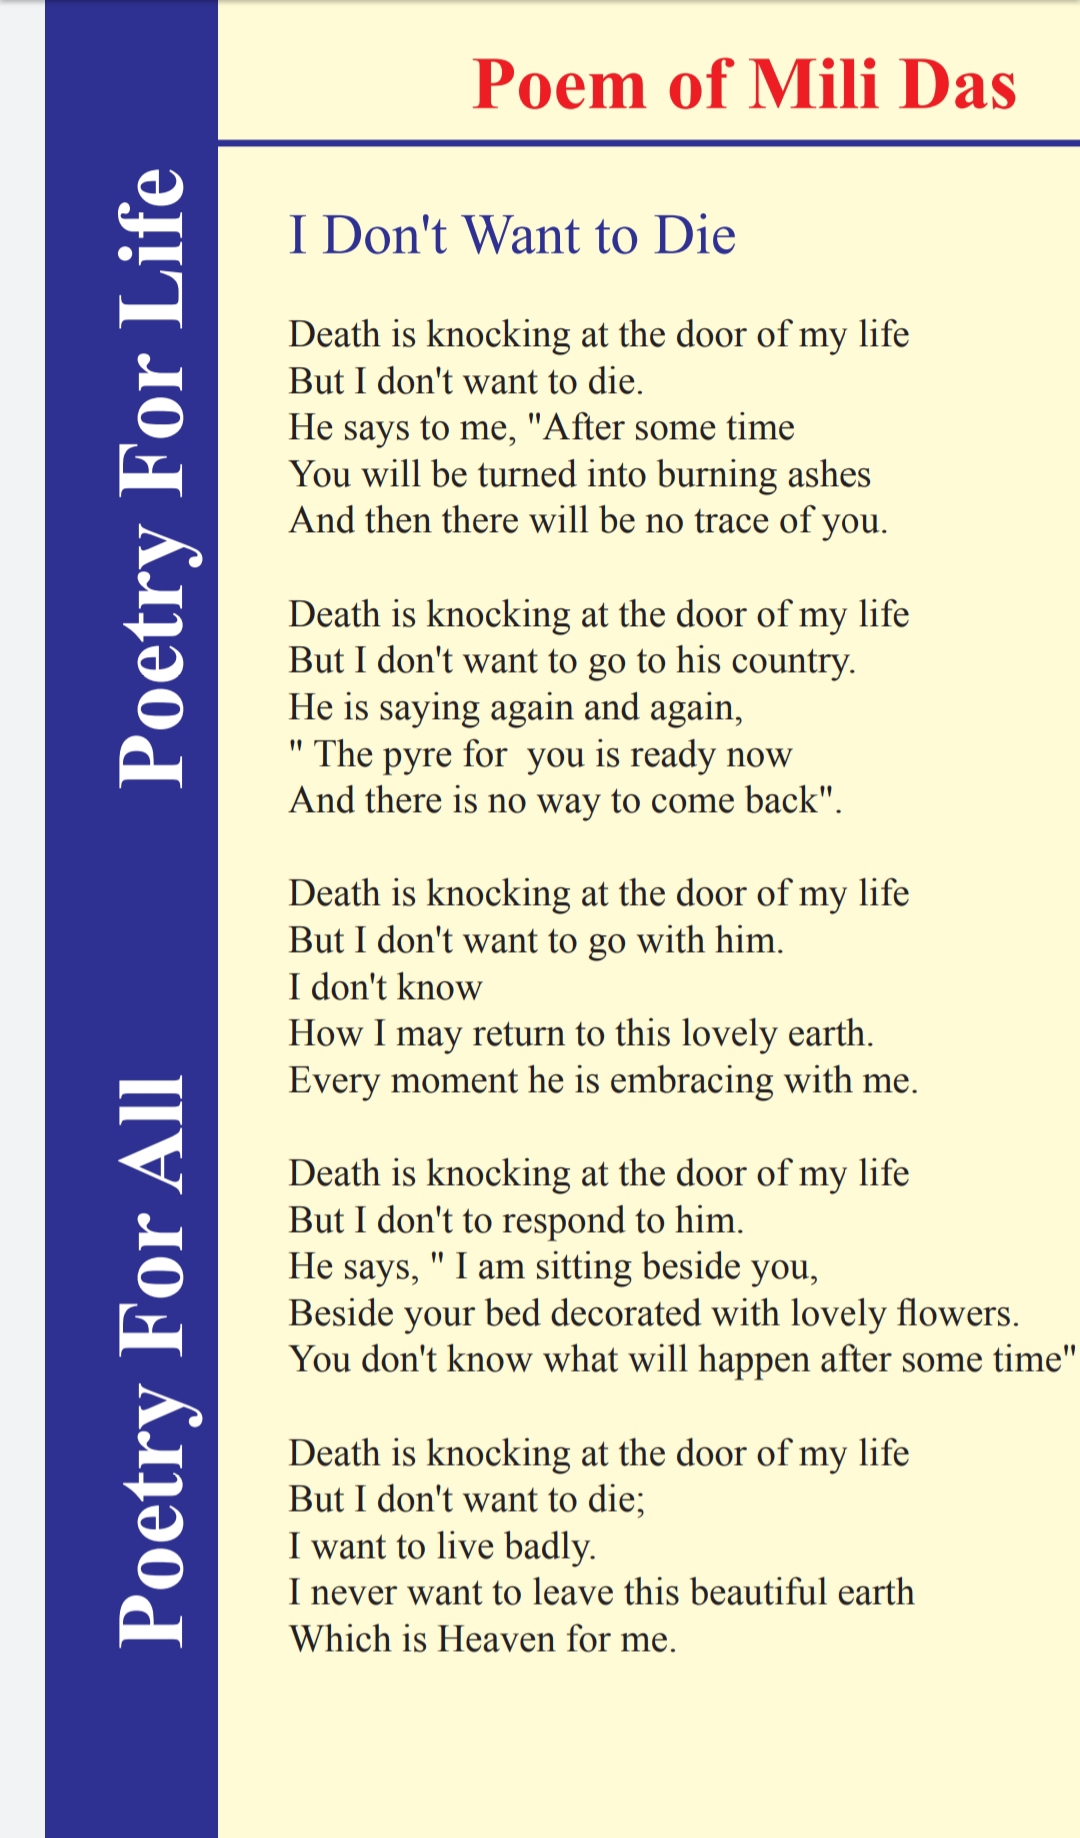 Poem of Mili Das
Poetry For Life
Poetry For All
I Don't Want to Die
Death is knocking at the door of my life
But I don't want to die.
He says to me, "After some time
You will be turned into burning ashes
And then there will be no trace of you.
Death is knocking at the door of my life
But I don't want to go to his country.
He is saying again and again,
" The pyre for  you is ready now
And there is no way to come back".
Death is knocking at the door of my life
But I don't want to go with him.
I don't know
How I may return to this lovely earth.
Every moment he is embracing with me.
Death is knocking at the door of my life
But I don't to respond to him.
He says, " I am sitting beside you,
Beside your bed decorated with lovely flowers.
You don't know what will happen after some time"
Death is knocking at the door of my life
But I don't want to die;
I want to live badly.
I never want to leave this beautiful earth
Which is Heaven for me.